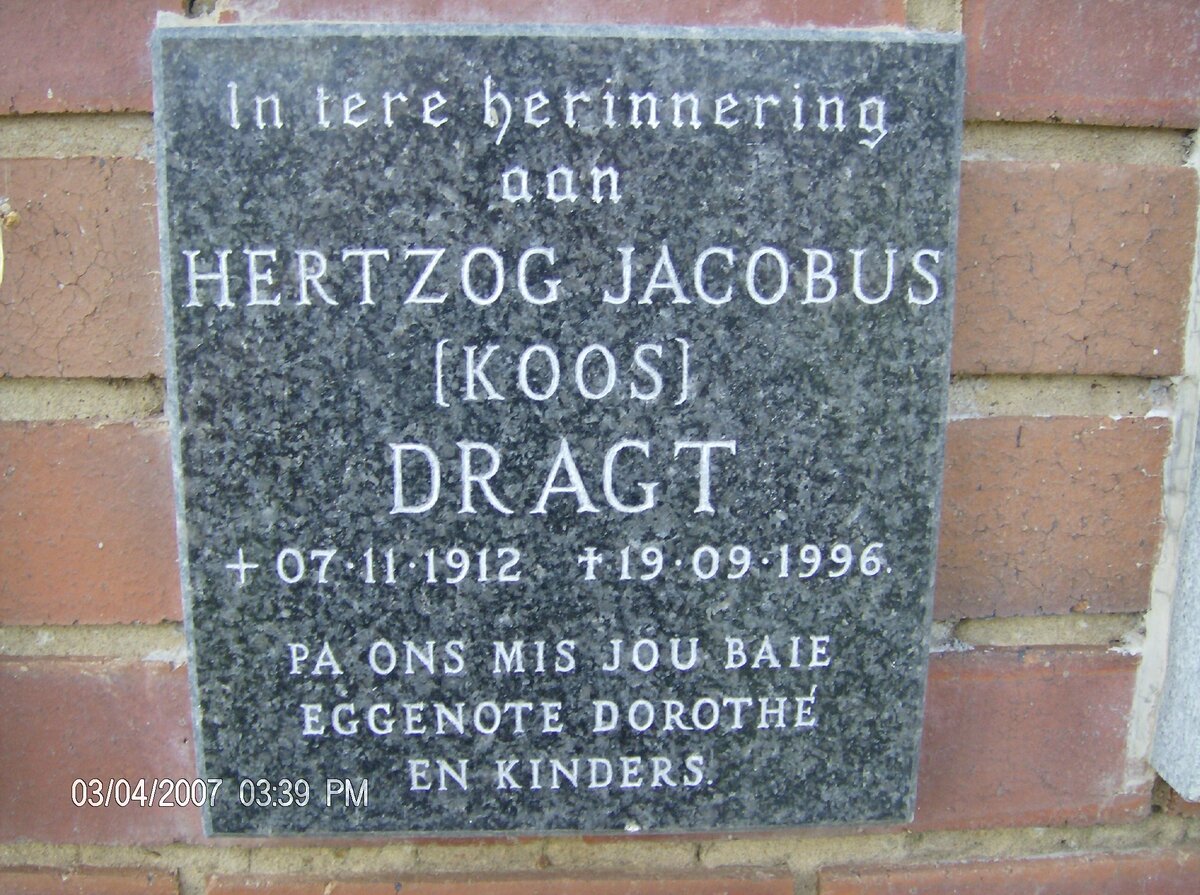 In tere herinnering
aan
HERTZOG JACOBUS
(KOOS)
DRAGT
+07·11·1912 †19·09·1996.
PA ONS MIS JOU BAIE
EGGENOTE DOROTHÉ
EN KINDERS.
03/04/2007 03:39 PM